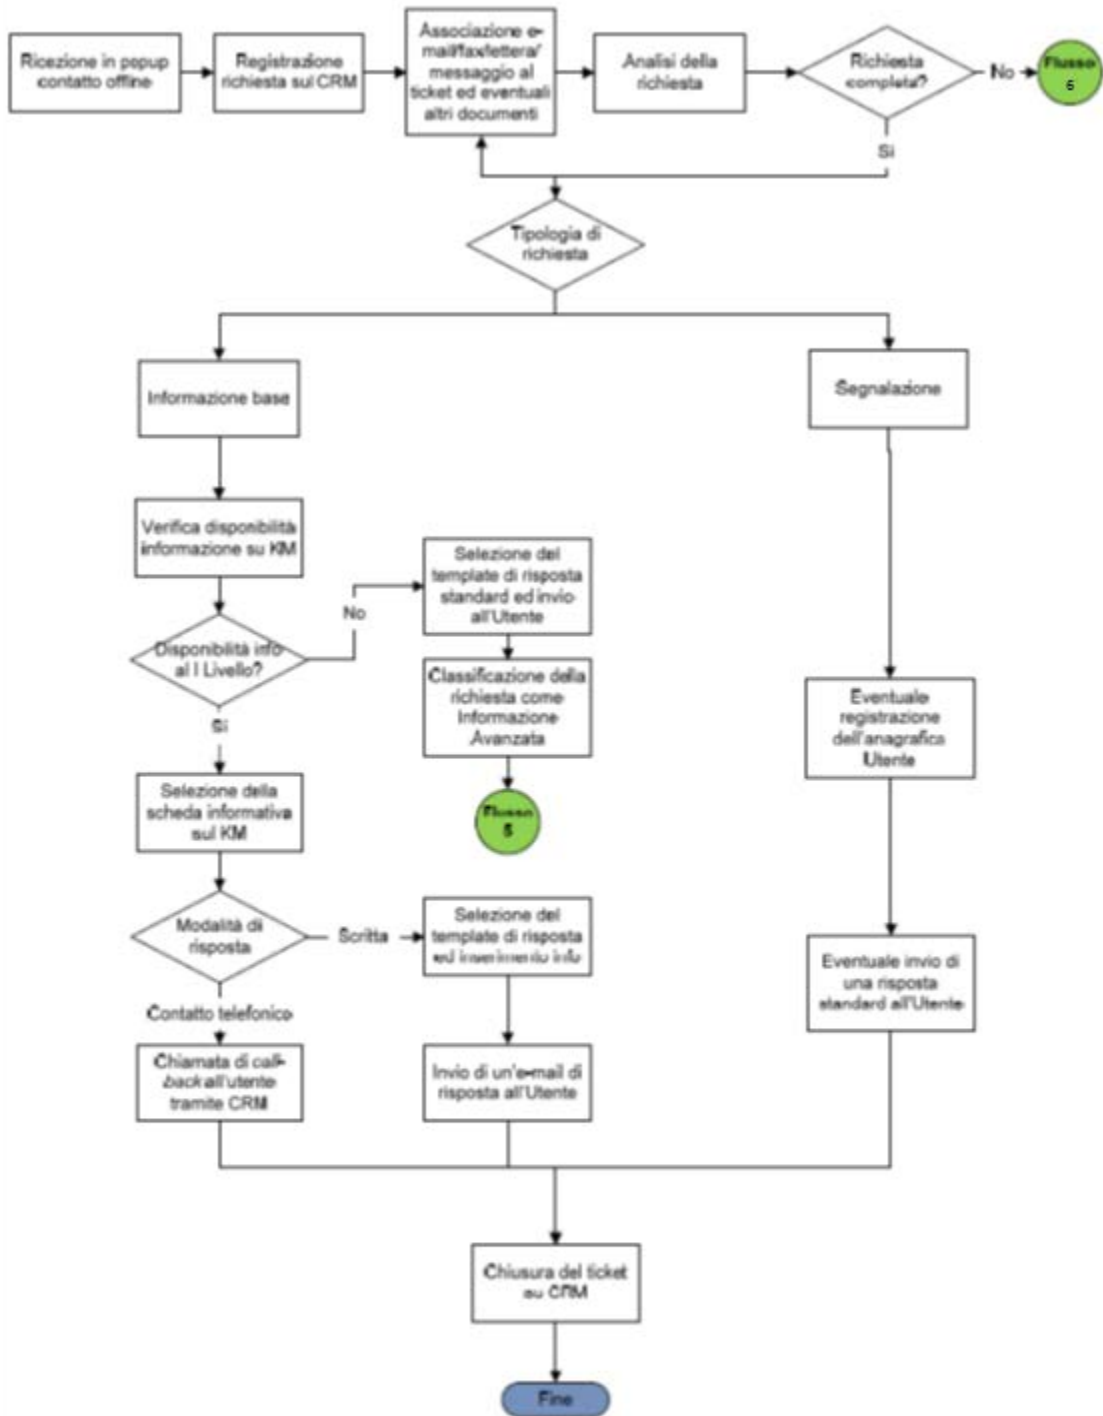 Ricezione in popup
contatto offline
Registrazione
richiesta sul CRM
Associazione e-
mail/fax/lettera/
messaggio al
ticket ed eventuali
altri documenti
Analisi della
richiesta
Richiesta
completa?
No
Flusso
6
Si
Tipologia di
richiesta
Informazione base
Segnalazione
Verifica disponibilità
informazione su KM
Disponibilità info
al I Livello?
No
Selezione del
template di risposta
standard ed invio
all'Utente
Classificazione della
richiesta come
Informazione
Avanzata
Flusso
5
Si
Selezione della
scheda informativa
sul KM
Eventuale
registrazione
dell'anagrafica
Utente
Modalità di
risposta
Scritta
Selezione del
template di risposta
ed inserimento info
Contatto telefonico
Chiamata di call-
back all'utente
tramite CRM
Invio di un'e-mail di
risposta all'Utente
Eventuale invio di
una risposta
standard all'Utente
Chiusura del ticket
su CRM
Fine